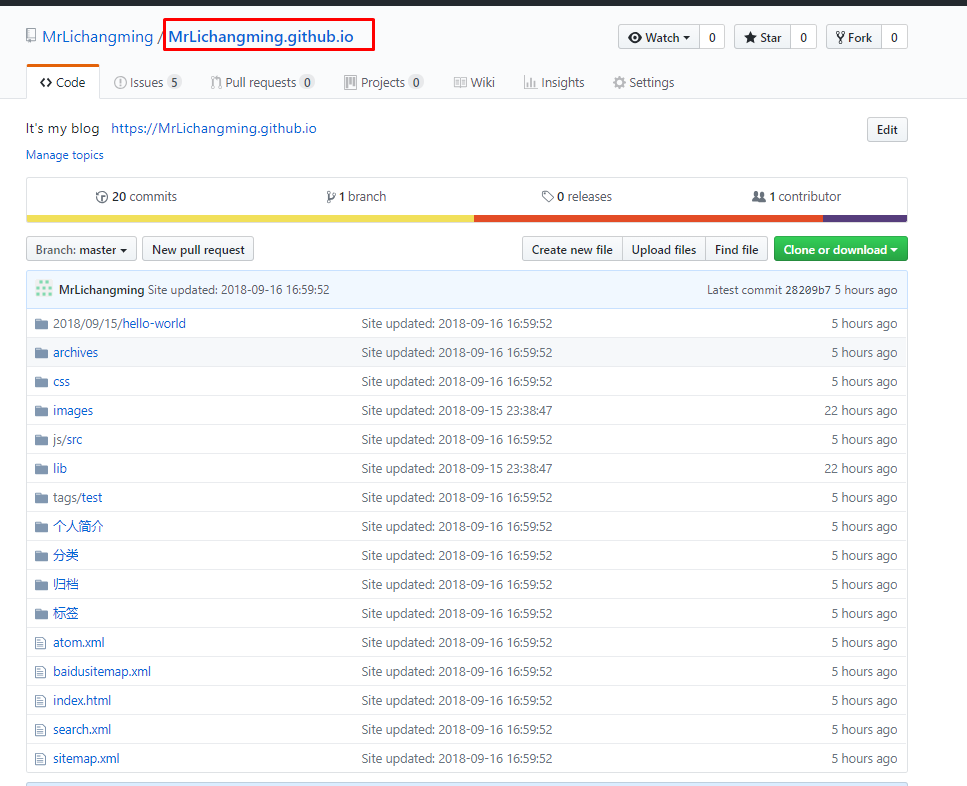 MrLichangming / MrLichangming.github.io Watch 0 Star 0 Fork 0
Code Issues 5 Pull requests 0 Projects 0 Wiki Insights Settings
It's my blog https://MrLichangming.github.io Edit
Manage topics
20 commits 1 branch 0 releases 1 contributor
Branch: master New pull request Create new file Upload files Find file Clone or download
MrLichangming Site updated: 2018-09-16 16:59:52 Latest commit 28209b7 5 hours ago
2018/09/15/hello-world Site updated: 2018-09-16 16:59:52 5 hours ago
archives Site updated: 2018-09-16 16:59:52 5 hours ago
css Site updated: 2018-09-16 16:59:52 5 hours ago
images Site updated: 2018-09-15 23:38:47 22 hours ago
js/src Site updated: 2018-09-16 16:59:52 5 hours ago
lib Site updated: 2018-09-15 23:38:47 22 hours ago
tags/test Site updated: 2018-09-16 16:59:52 5 hours ago
个人简介 Site updated: 2018-09-16 16:59:52 5 hours ago
分类 Site updated: 2018-09-16 16:59:52 5 hours ago
归档 Site updated: 2018-09-16 16:59:52 5 hours ago
标签 Site updated: 2018-09-16 16:59:52 5 hours ago
atom.xml Site updated: 2018-09-16 16:59:52 5 hours ago
baidusitemap.xml Site updated: 2018-09-16 16:59:52 5 hours ago
index.html Site updated: 2018-09-16 16:59:52 5 hours ago
search.xml Site updated: 2018-09-16 16:59:52 5 hours ago
sitemap.xml Site updated: 2018-09-16 16:59:52 5 hours ago